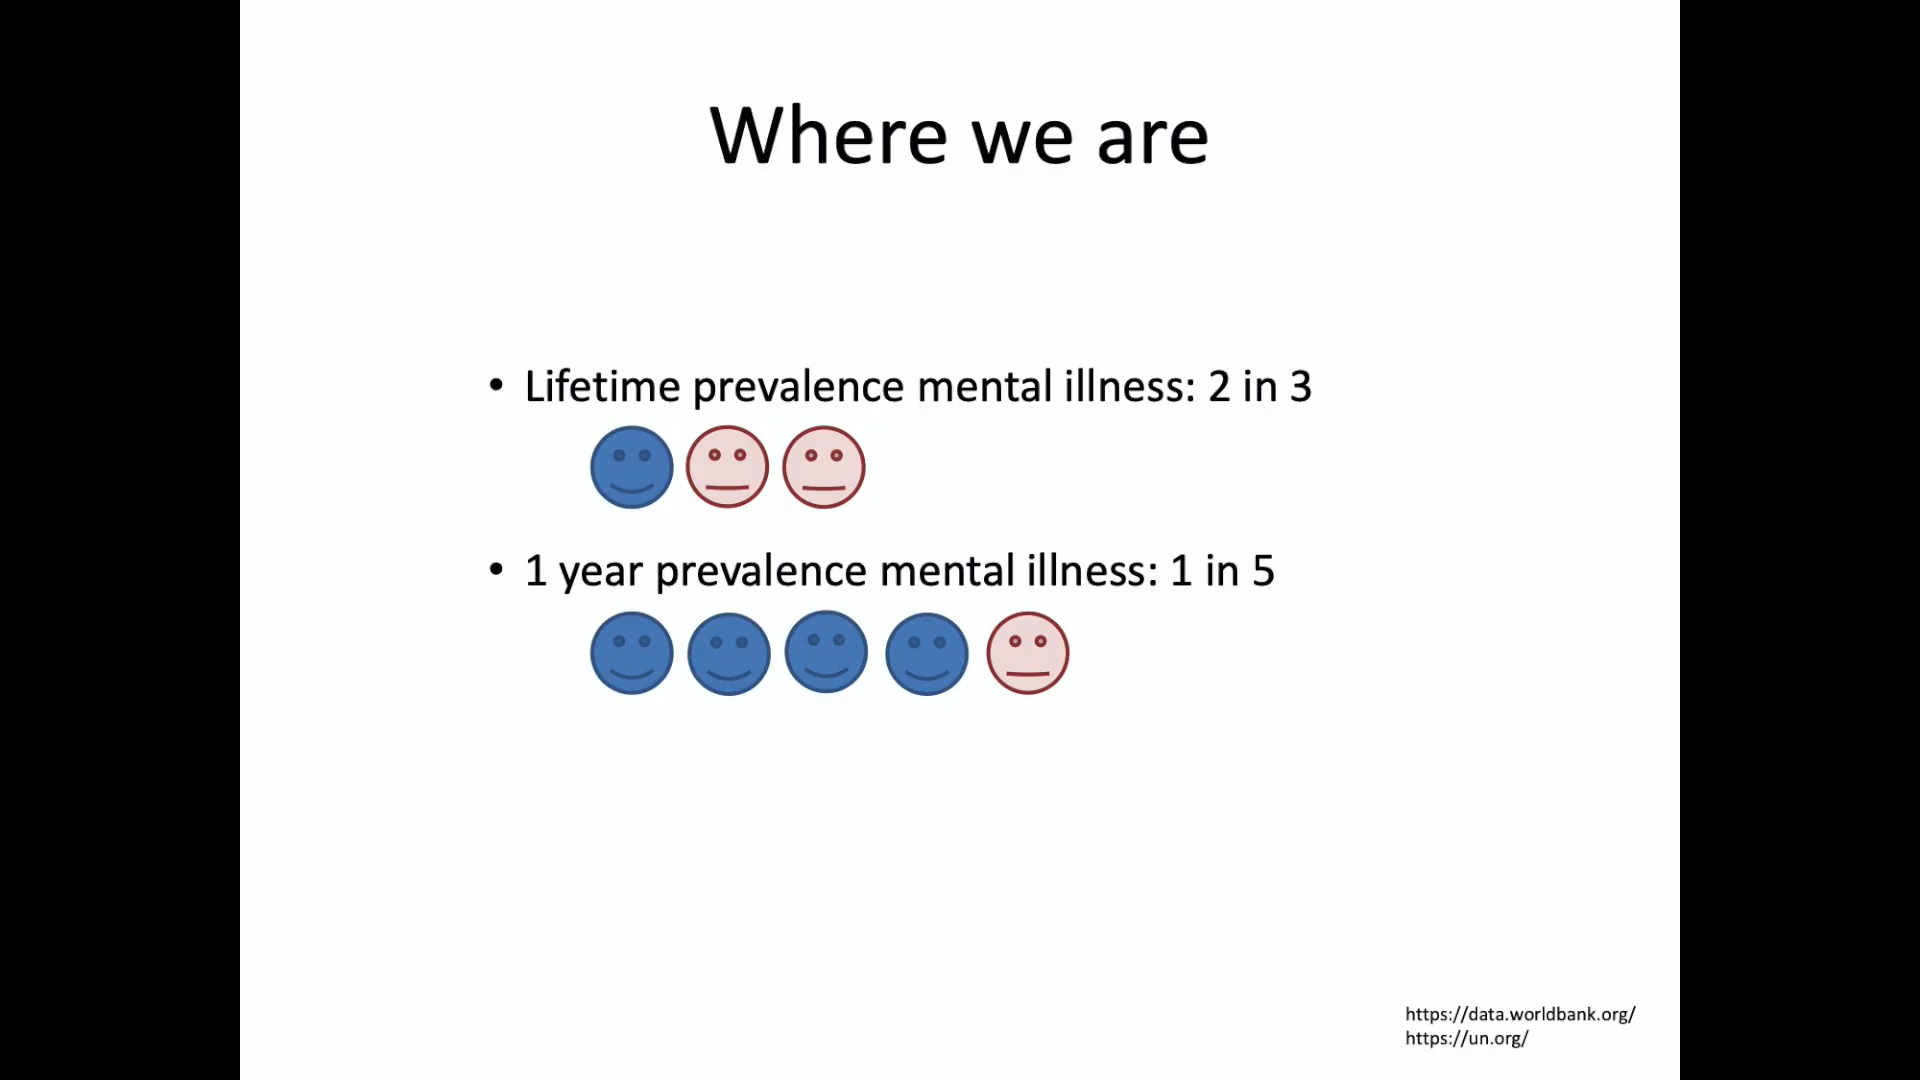 Where we are
• Lifetime prevalence mental illness: 2 in 3
• 1 year prevalence mental illness: 1 in 5
https://data.worldbank.org/
https://un.org/